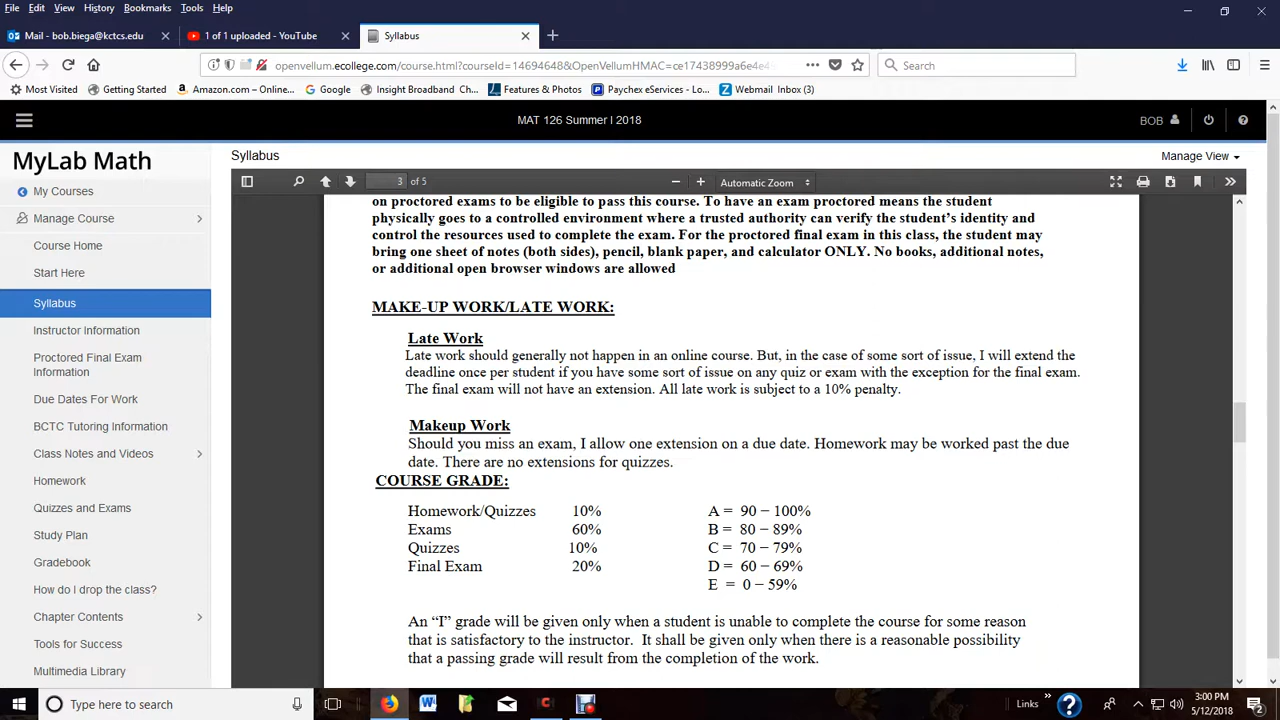 File Edit View History Bookmarks Tools Help
Mail - bob.biega@kctcs.edu
1 of 1 uploaded - YouTube
Syllabus
openvellum.ecollege.com/course.html?courseId=14694648&OpenVellumHMAC=ce17438999a6e4e4
Search
Most Visited Getting Started Amazon.com – Online... Google Insight Broadband Ch... Features & Photos Paychex eServices - Lo... Webmail Inbox (3)
MAT 126 Summer I 2018
BOB
MyLab Math
My Courses
Manage Course
Course Home
Start Here
Syllabus
Instructor Information
Proctored Final Exam
Information
Due Dates For Work
BCTC Tutoring Information
Class Notes and Videos
Homework
Quizzes and Exams
Study Plan
Gradebook
How do I drop the class?
Chapter Contents
Tools for Success
Multimedia Library
Syllabus
Manage View
3 of 5
Automatic Zoom
on proctored exams to be eligible to pass this course. To have an exam proctored means the student
physically goes to a controlled environment where a trusted authority can verify the student's identity and
control the resources used to complete the exam. For the proctored final exam in this class, the student may
bring one sheet of notes (both sides), pencil, blank paper, and calculator ONLY. No books, additional notes,
or additional open browser windows are allowed
MAKE-UP WORK/LATE WORK:
Late Work
Late work should generally not happen in an online course. But, in the case of some sort of issue, I will extend the
deadline once per student if you have some sort of issue on any quiz or exam with the exception for the final exam.
The final exam will not have an extension. All late work is subject to a 10% penalty.
Makeup Work
Should you miss an exam, I allow one extension on a due date. Homework may be worked past the due
date. There are no extensions for quizzes.
COURSE GRADE:
Homework/Quizzes 10% A = 90 – 100%
Exams 60% B = 80 – 89%
Quizzes 10% C = 70 – 79%
Final Exam 20% D = 60 – 69%
E = 0 – 59%
An “I” grade will be given only when a student is unable to complete the course for some reason
that is satisfactory to the instructor. It shall be given only when there is a reasonable possibility
that a passing grade will result from the completion of the work.
Type here to search
Links
3:00 PM
5/12/2018
2